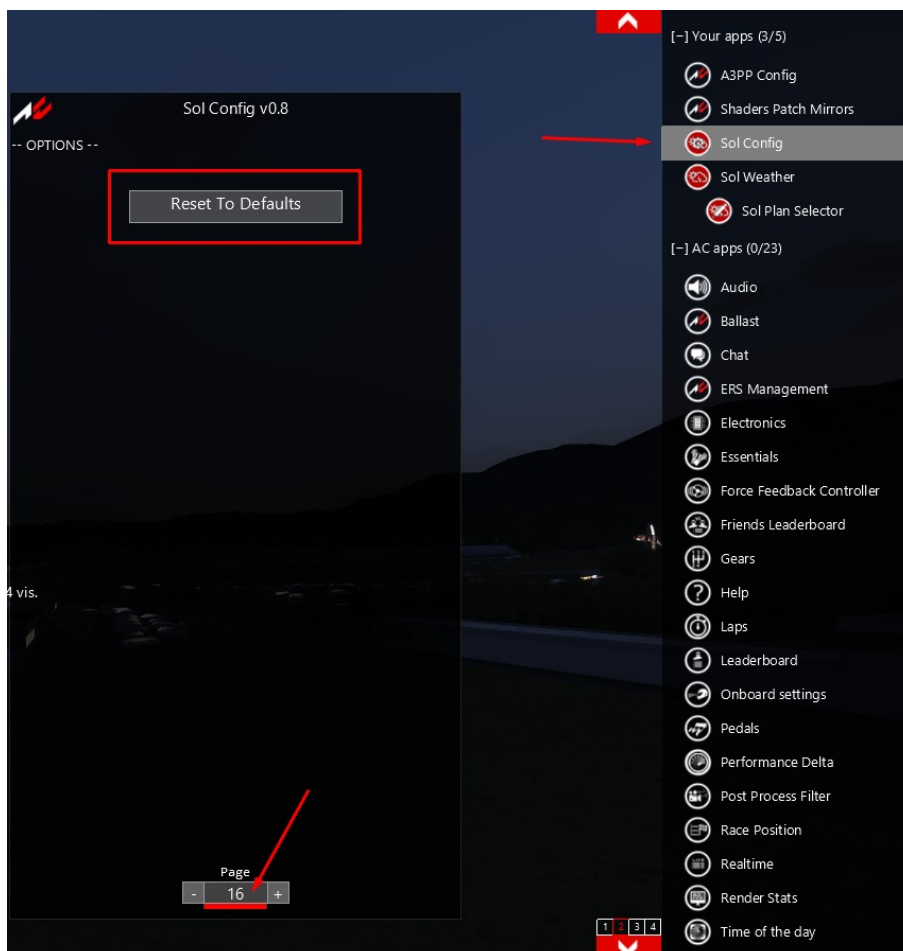 Sol Config v0.8
-- OPTIONS --
Reset To Defaults
4 vis.
Page
- 16 +
[-] Your apps (3/5)
A3PP Config
Shaders Patch Mirrors
Sol Config
Sol Weather
Sol Plan Selector
[-] AC apps (0/23)
Audio
Ballast
Chat
ERS Management
Electronics
Essentials
Force Feedback Controller
Friends Leaderboard
Gears
Help
Laps
Leaderboard
Onboard settings
Pedals
Performance Delta
Post Process Filter
Race Position
Realtime
Render Stats
Time of the day
1 2 3 4